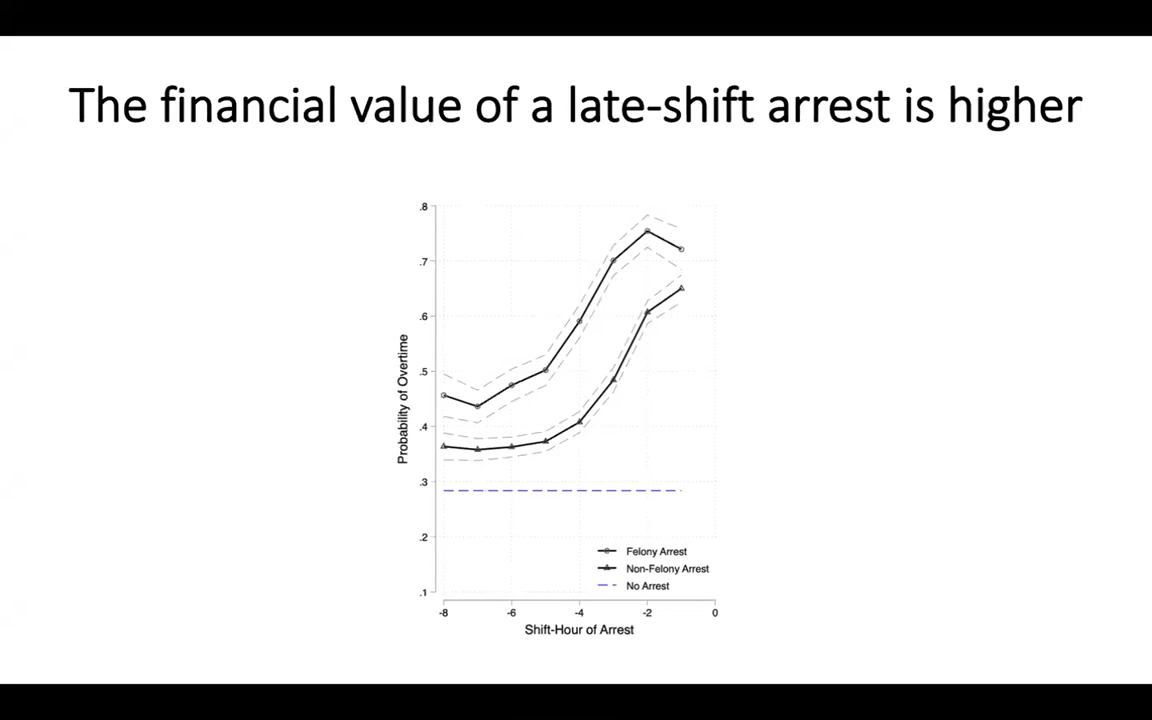 The financial value of a late-shift arrest is higher
.8
.7
.6
.5
.4
.3
.2
.1
Probability of Overtime
Felony Arrest
Non-Felony Arrest
No Arrest
-8 -6 -4 -2 0
Shift-Hour of Arrest